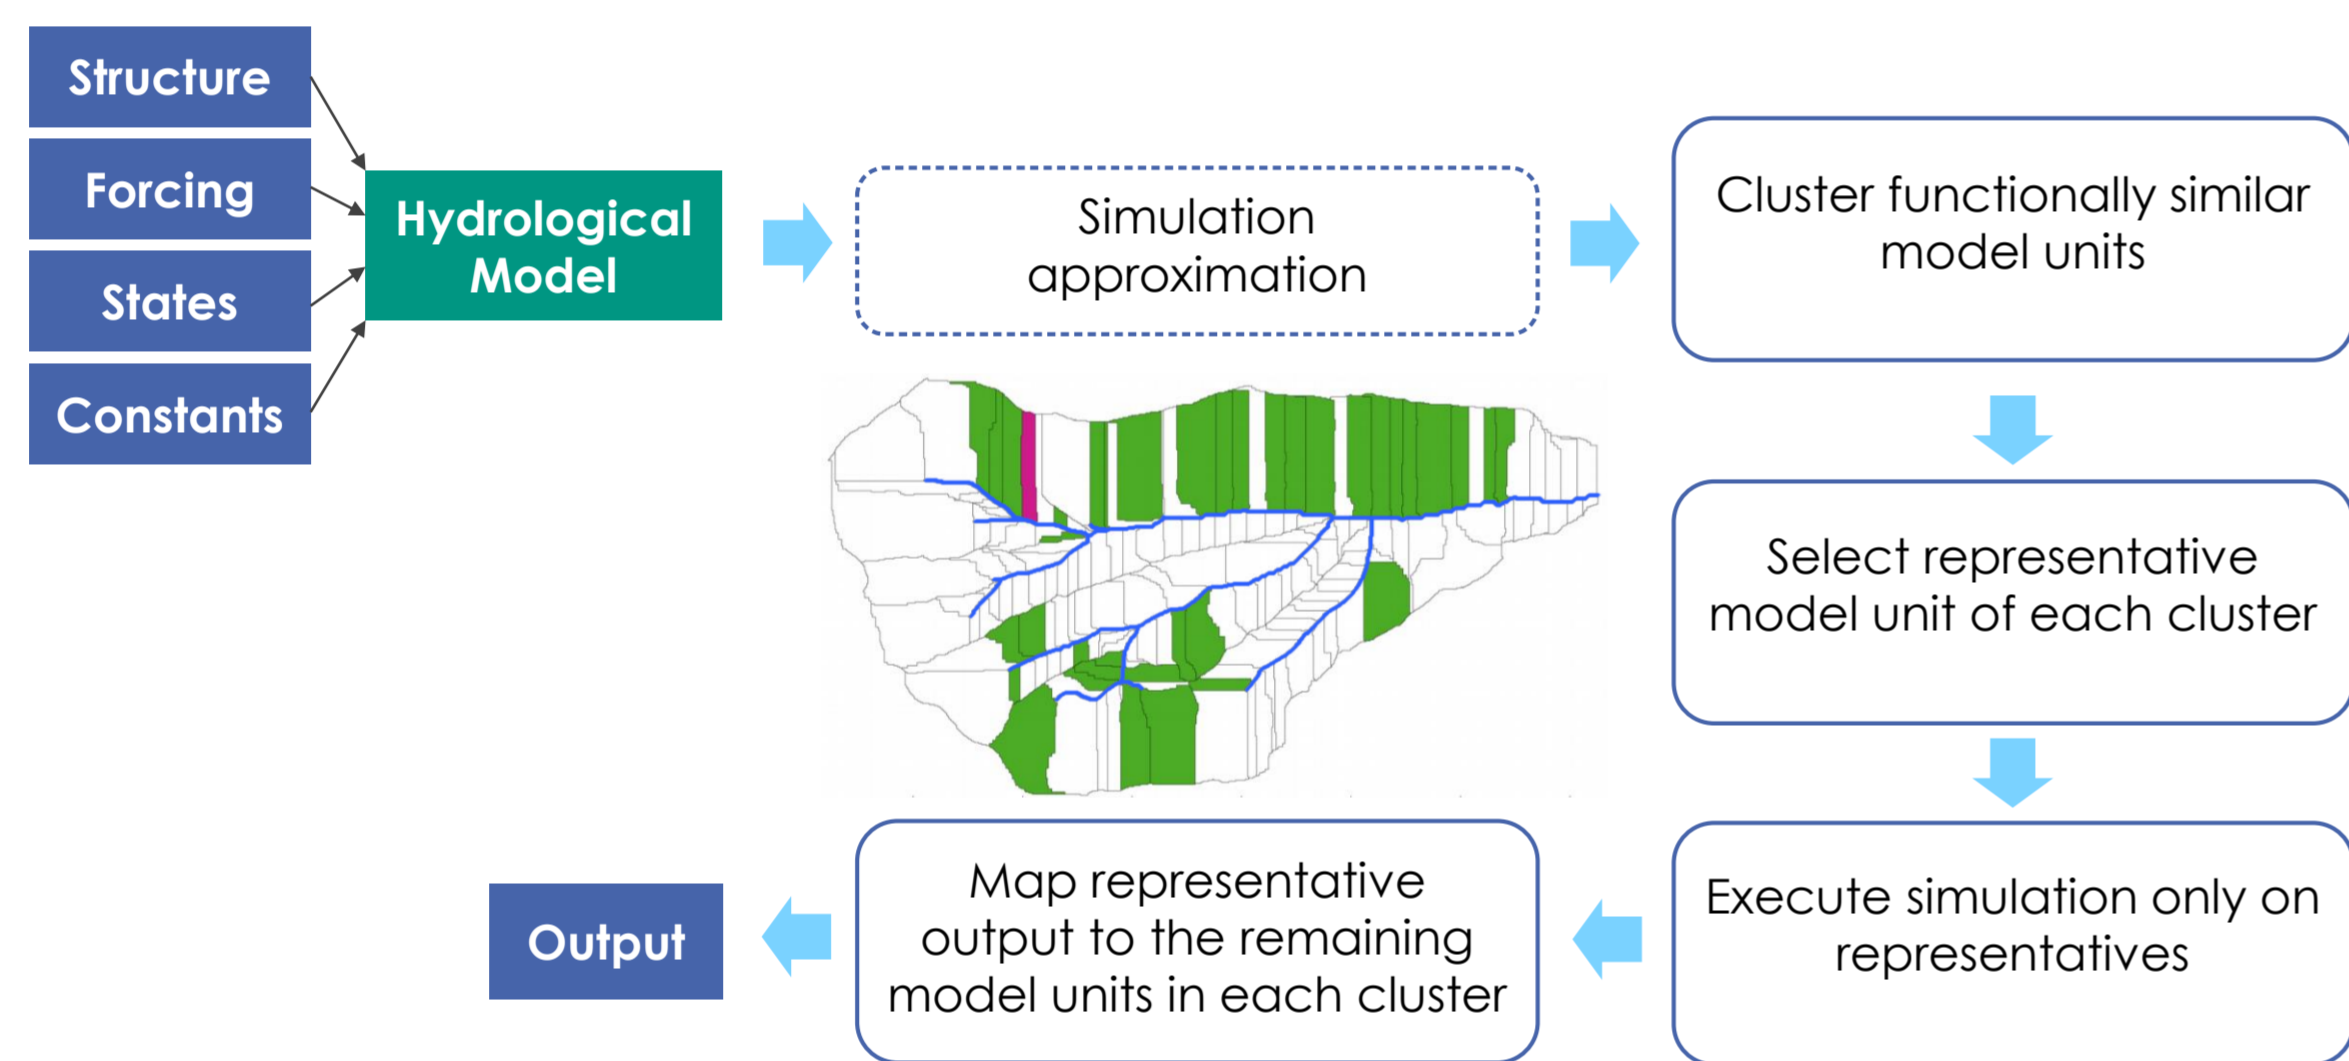 Structure
Forcing
States
Constants
Hydrological
Model
Simulation
approximation
Cluster functionally similar
model units
Select representative
model unit of each cluster
Execute simulation only on
representatives
Map representative
output to the remaining
model units in each cluster
Output